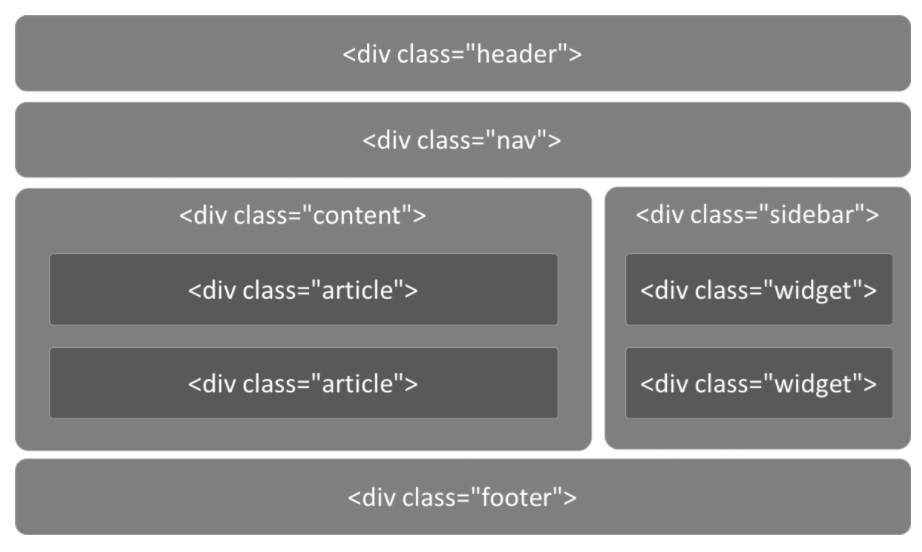 <div class="header">
<div class="nav">
<div class="content">
<div class="article">
<div class="article">
<div class="sidebar">
<div class="widget">
<div class="widget">
<div class="footer">